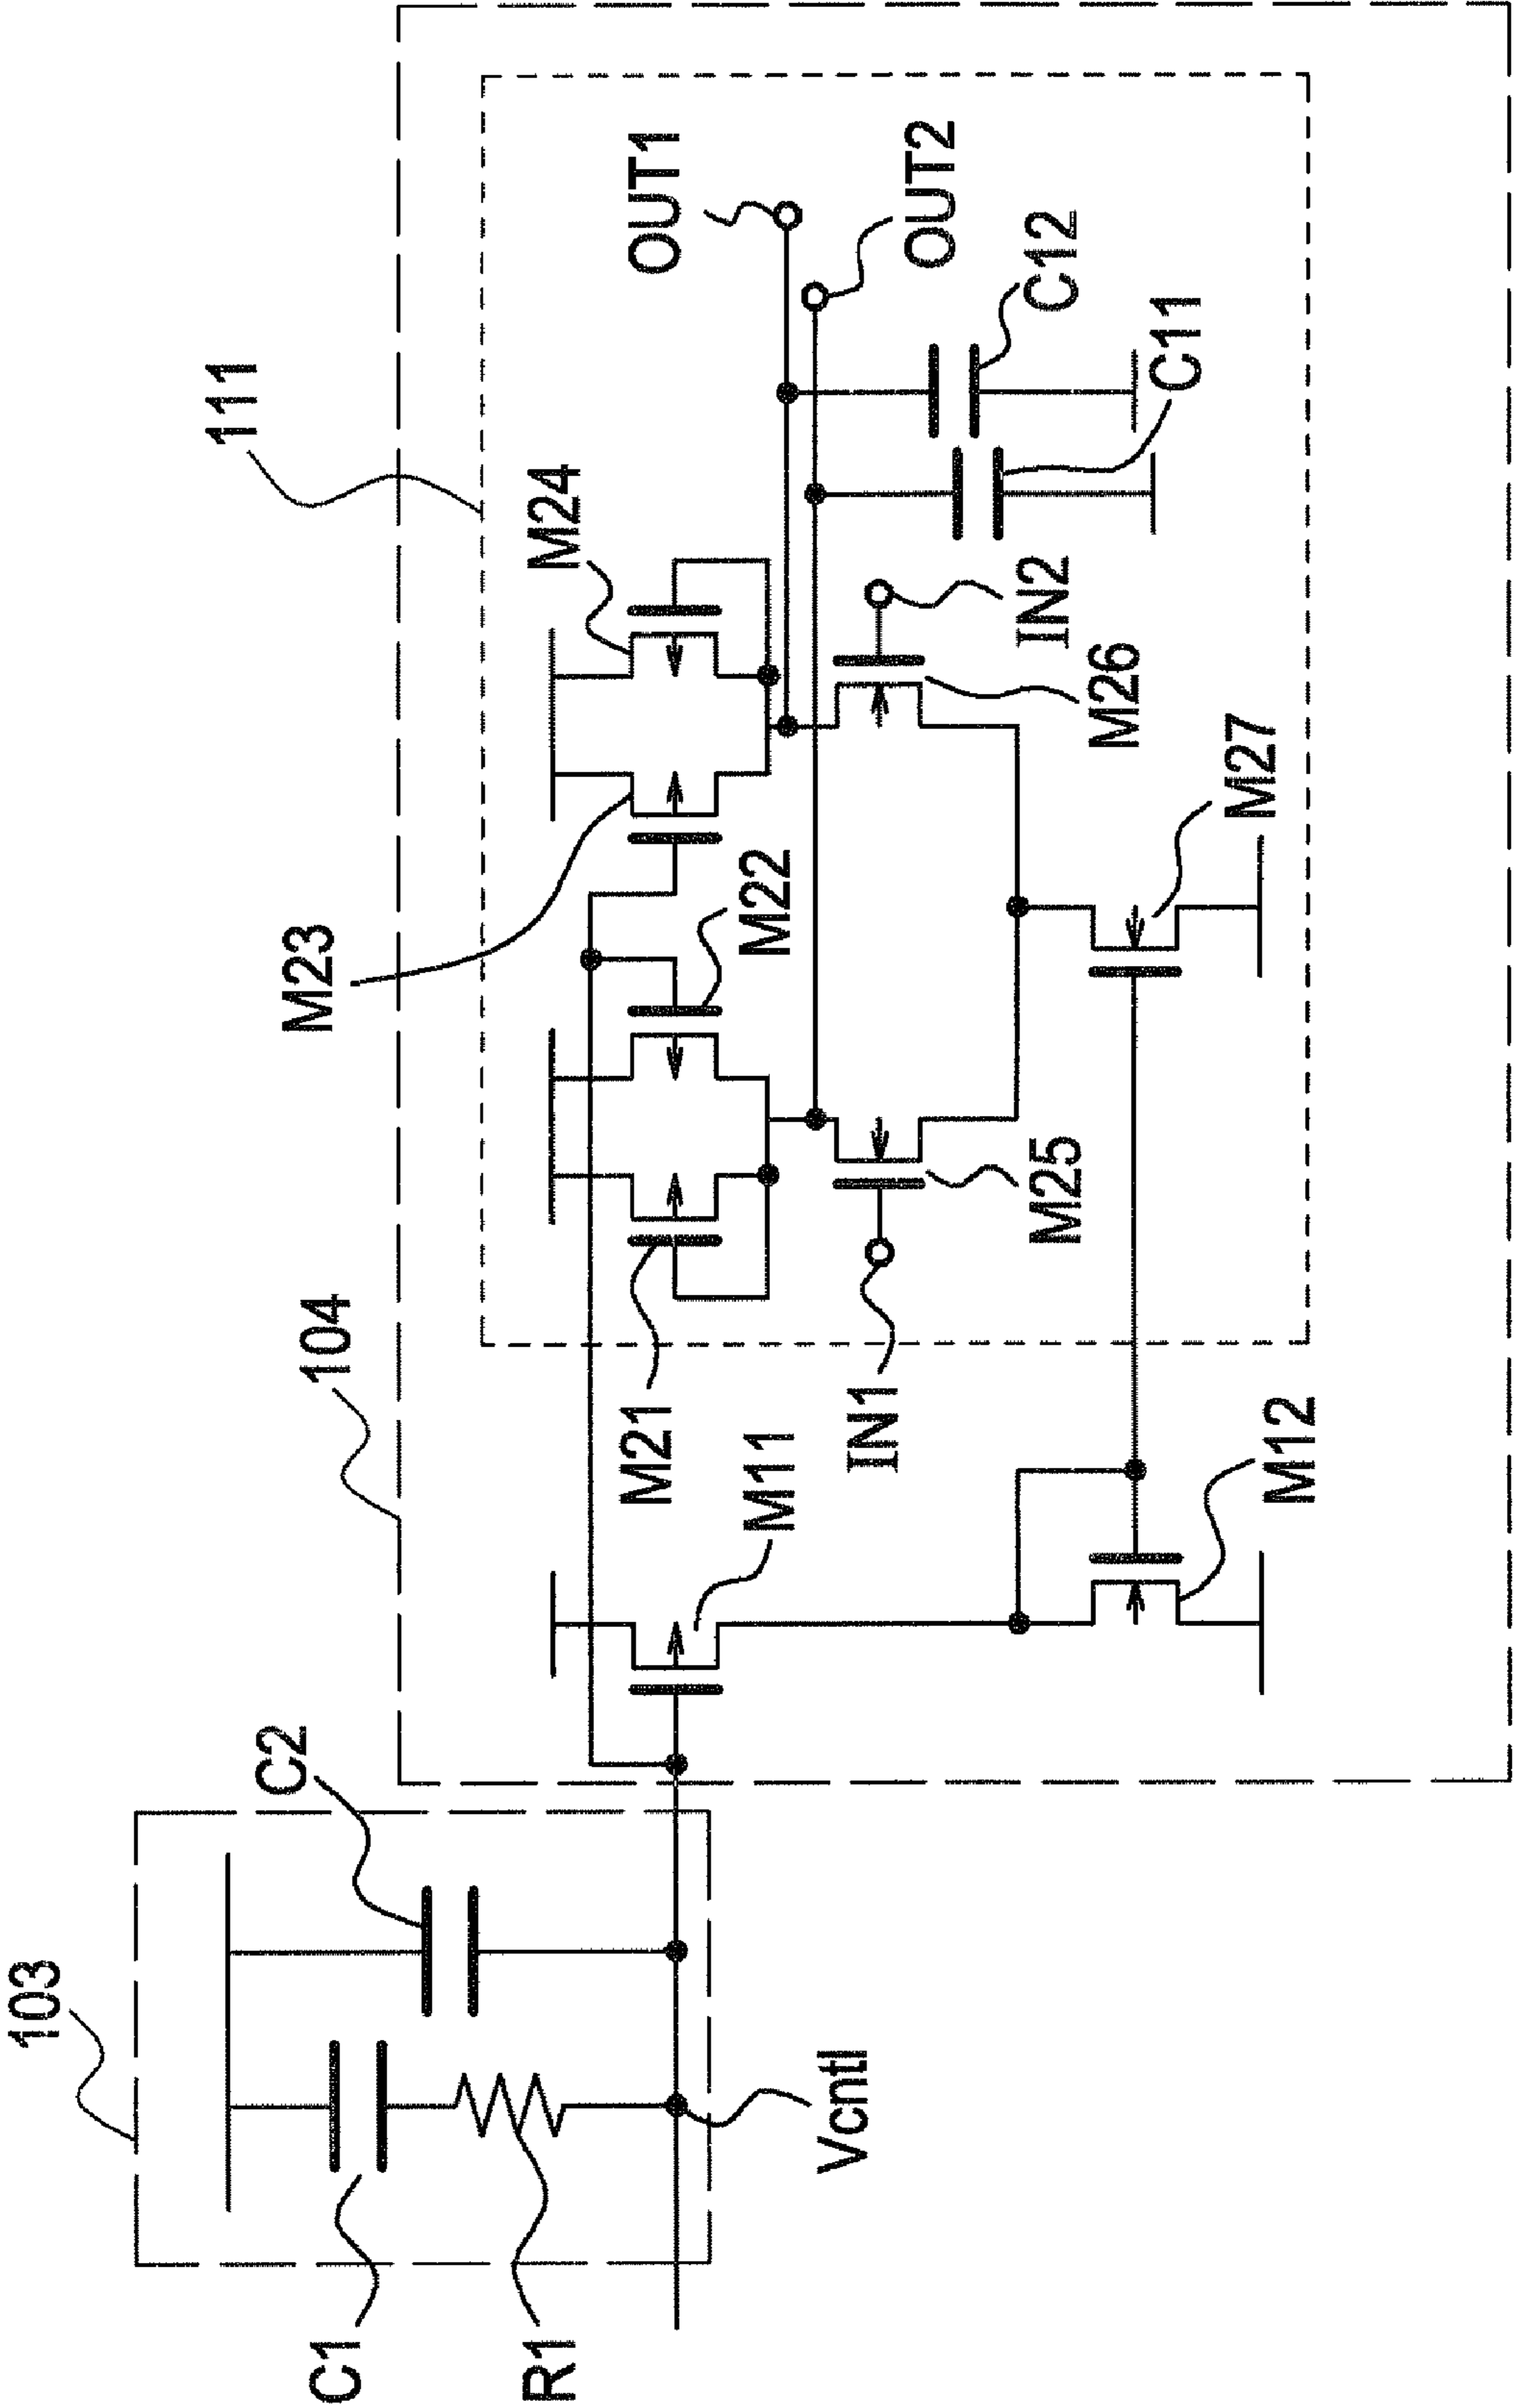 103
C1
C2
R1
Vcntl
104
111
M23
M24
OUT1
OUT2
M21
M22
M11
C12
C11
IN1
IN2
M25
M26
M12
M27